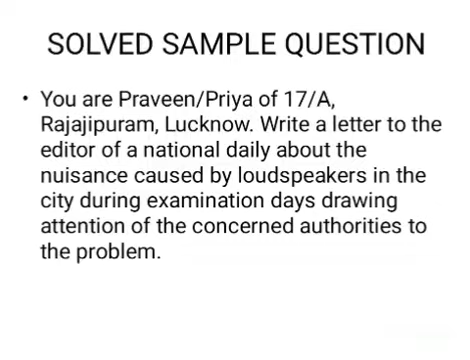 SOLVED SAMPLE QUESTION
• You are Praveen/Priya of 17/A,
Rajajipuram, Lucknow. Write a letter to the
editor of a national daily about the
nuisance caused by loudspeakers in the
city during examination days drawing
attention of the concerned authorities to
the problem.